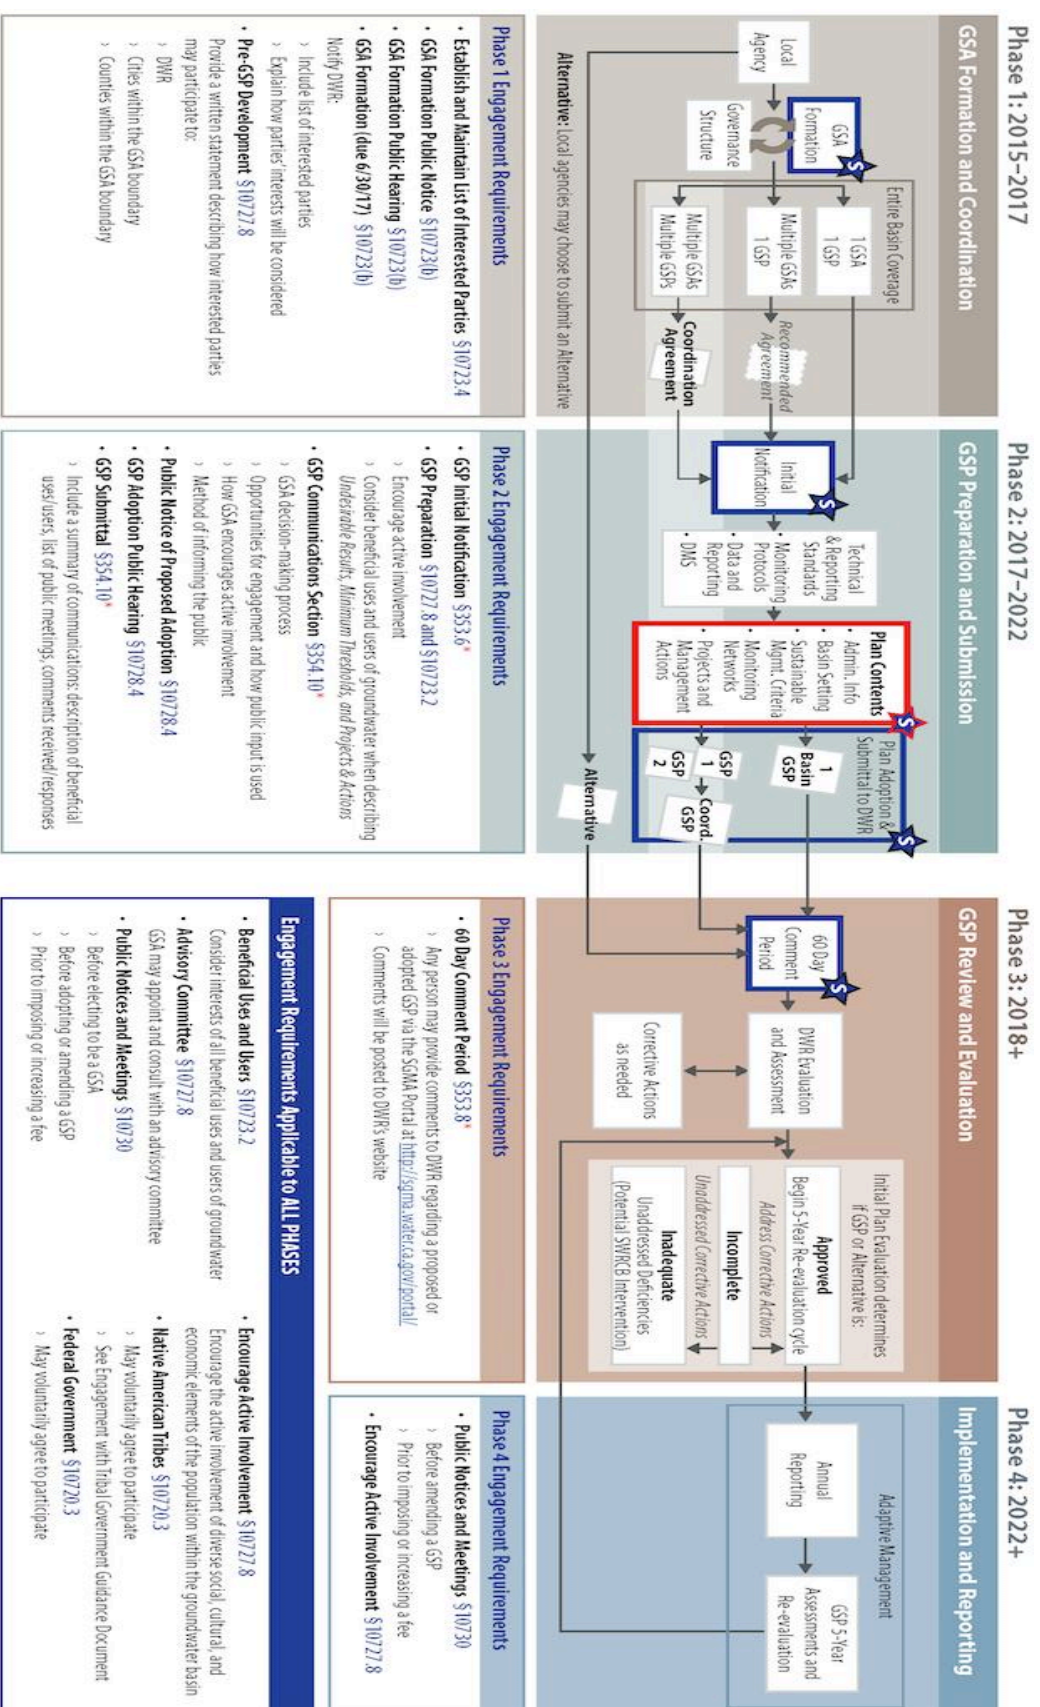 Phase 1: 2015–2017
GSA Formation and Coordination
Local
Agency
GSA
Formation
S
Governance
Structure
Entire Basin Coverage
1 GSA
1 GSP
Multiple GSAs
1 GSP
Multiple GSAs
Multiple GSPs
Recommended
Agreement
Coordination
Agreement
Alternative: Local agencies may choose to submit an Alternative
Phase 2: 2017–2022
GSP Preparation and Submission
Initial
Notification
S
Technical
& Reporting
Standards
• Monitoring
Protocols
• Data and
Reporting
• DMS
Plan Contents
• Admin. Info
• Basin Setting
• Sustainable
Mgmt. Criteria
• Monitoring
Networks
• Projects and
Management
Actions
S
Plan Adoption &
Submittal to DWR
S
1
Basin
GSP
GSP
1
GSP
2
Coord.
GSP
Alternative
Phase 3: 2018+
GSP Review and Evaluation
60 Day
Comment
Period
S
DWR Evaluation
and Assessment
Corrective Actions
as needed
Initial Plan Evaluation determines
if GSP or Alternative is:
Approved
Begin 5-Year Re-evaluation cycle
Address Corrective Actions
Incomplete
Unaddressed Corrective Actions
Inadequate
Unaddressed Deficiencies
(Potential SWRCB Intervention)
Phase 4: 2022+
Implementation and Reporting
Adaptive Management
Annual
Reporting
GSP 5-Year
Assessments and
Re-evaluation
Phase 1 Engagement Requirements
• Establish and Maintain List of Interested Parties §10723.4
• GSA Formation Public Notice §10723(b)
• GSA Formation Public Hearing §10723(b)
• GSA Formation (due 6/30/17) §10723(b)
Notify DWR:
› Include list of interested parties
› Explain how parties' interests will be considered
• Pre-GSP Development §10727.8
Provide a written statement describing how interested parties
may participate to:
› DWR
› Cities within the GSA boundary
› Counties within the GSA boundary
Phase 2 Engagement Requirements
• GSP Initial Notification §353.6*
• GSP Preparation §10727.8 and §10723.2
› Encourage active involvement
› Consider beneficial uses and users of groundwater when describing
Undesirable Results, Minimum Thresholds, and Projects & Actions
• GSP Communications Section §354.10*
› GSA decision-making process
› Opportunities for engagement and how public input is used
› How GSA encourages active involvement
› Method of informing the public
• Public Notice of Proposed Adoption §10728.4
• GSP Adoption Public Hearing §10728.4
• GSP Submittal §354.10*
› Include a summary of communications: description of beneficial
uses/users, list of public meetings, comments received/responses
Phase 3 Engagement Requirements
• 60 Day Comment Period §353.8*
› Any person may provide comments to DWR regarding a proposed or
adopted GSP via the SGMA Portal at http://sgma.water.ca.gov/portal/
› Comments will be posted to DWR's website
Phase 4 Engagement Requirements
• Public Notices and Meetings §10730
› Before amending a GSP
› Prior to imposing or increasing a fee
• Encourage Active Involvement §10727.8
Engagement Requirements Applicable to ALL PHASES
• Beneficial Uses and Users §10723.2
Consider interests of all beneficial uses and users of groundwater
• Advisory Committee §10727.8
GSA may appoint and consult with an advisory committee
• Public Notices and Meetings §10730
› Before electing to be a GSA
› Before adopting or amending a GSP
› Prior to imposing or increasing a fee
• Encourage Active Involvement §10727.8
Encourage the active involvement of diverse social, cultural, and
economic elements of the population within the groundwater basin
• Native American Tribes §10720.3
› May voluntarily agree to participate
› See Engagement with Tribal Government Guidance Document
• Federal Government §10720.3
› May voluntarily agree to participate